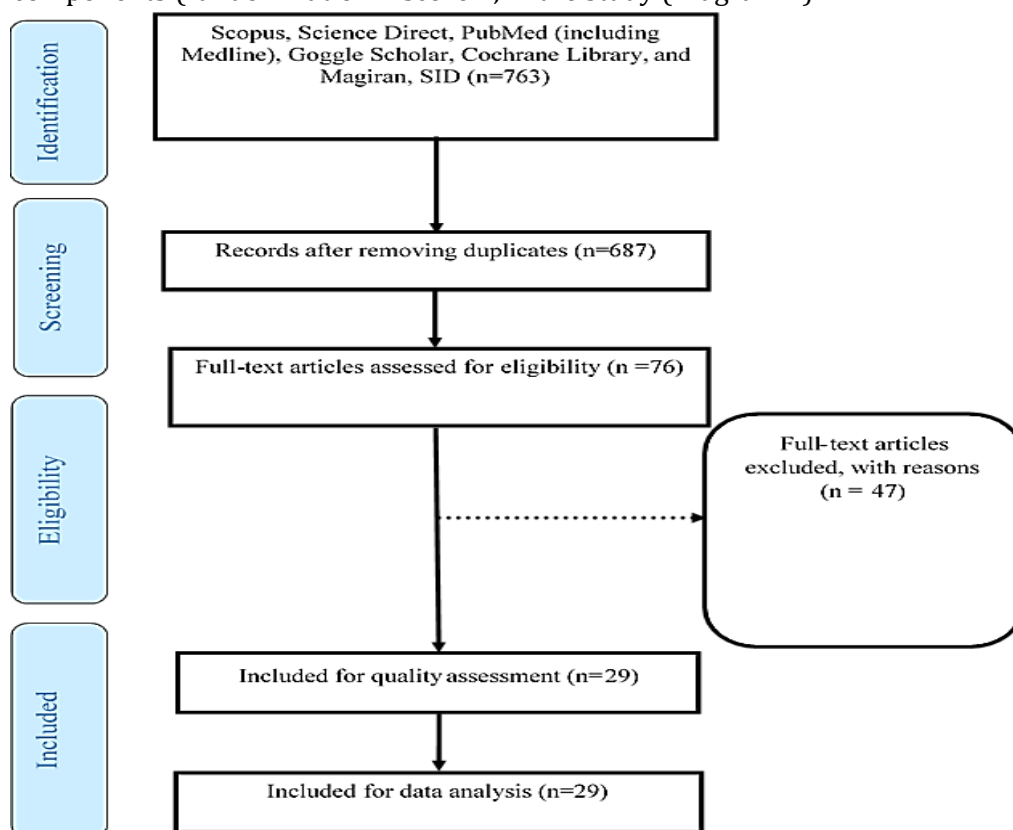 Scopus, Science Direct, PubMed (including
Medline), Goggle Scholar, Cochrane Library, and
Magiran, SID (n=763)
Identification
Records after removing duplicates (n=687)
Screening
Full-text articles assessed for eligibility (n =76)
Full-text articles
excluded, with reasons
(n = 47)
Eligibility
Included for quality assessment (n=29)
Included
Included for data analysis (n=29)